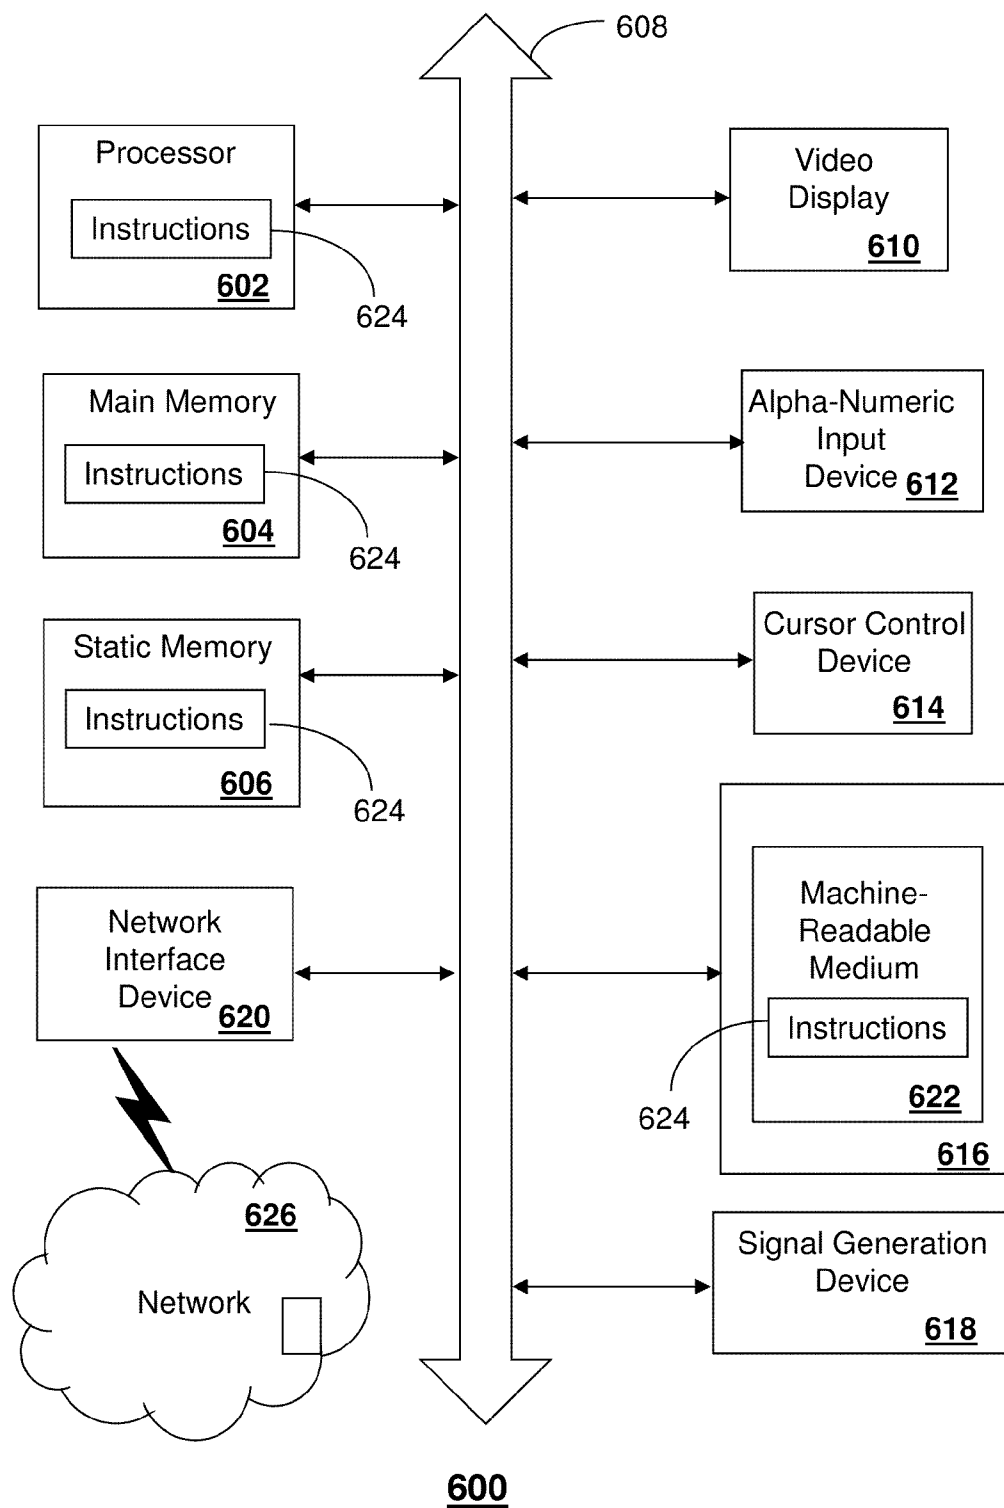 608
Processor
Instructions
602
624
Video
Display
610
Main Memory
Instructions
604
624
Alpha-Numeric
Input
Device 612
Static Memory
Instructions
606
624
Cursor Control
Device
614
Network
Interface
Device 620
Machine-
Readable
Medium
Instructions
622
624
616
626
Network
Signal Generation
Device
618
600